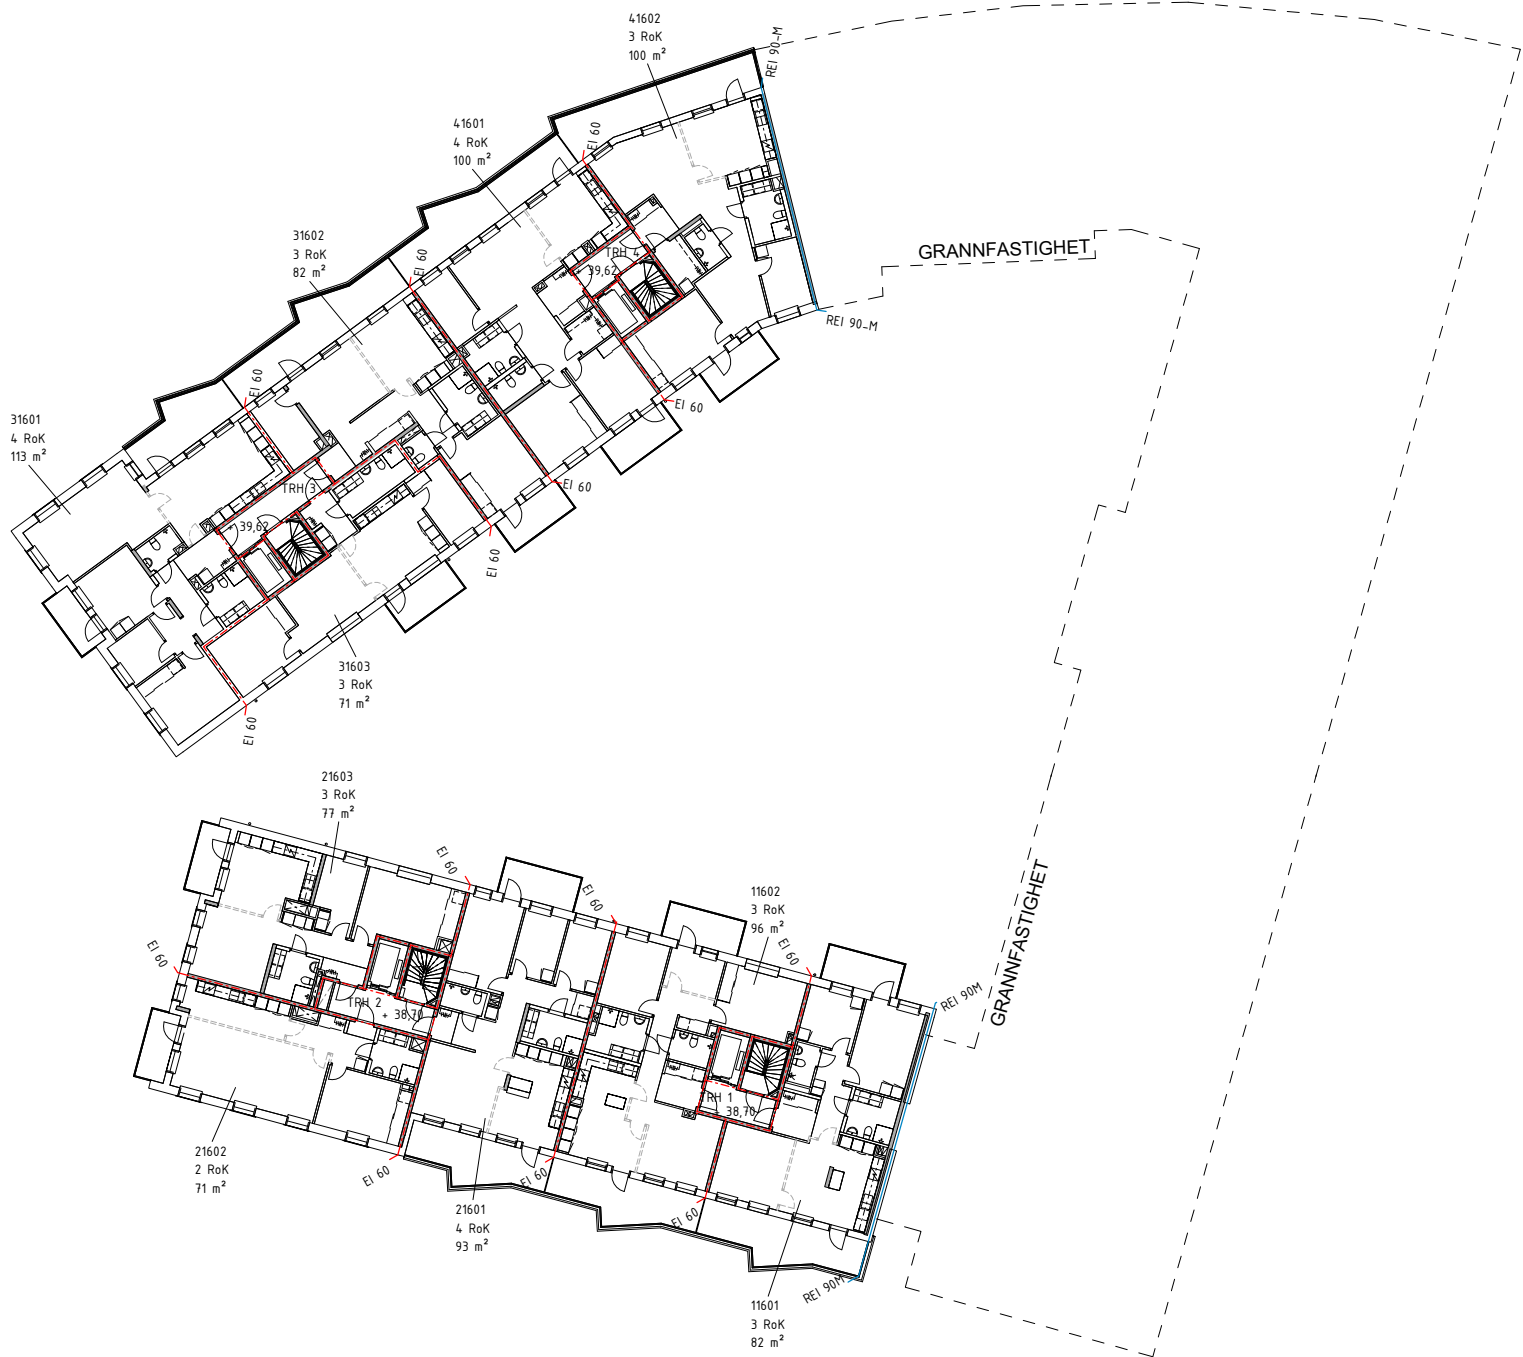 41602
3 RoK
100 m²
REI 90-M
41601
4 RoK
100 m²
EI 60
31602
3 RoK
82 m²
EI 60
TRH 4
+ 39,62
GRANNFASTIGHET
REI 90-M
31601
4 RoK
113 m²
EI 60
EI 60
TRH 3
+ 39,62
EI 60
EI 60
31603
3 RoK
71 m²
EI 60
21603
3 RoK
77 m²
EI 60
EI 60
11602
3 RoK
96 m²
EI 60
EI 60
GRANNFASTIGHET
REI 90M
TRH 2
+ 38,70
TRH 1
+ 38,70
21602
2 RoK
71 m²
EI 60
EI 60
21601
4 RoK
93 m²
EI 60
REI 90M
11601
3 RoK
82 m²